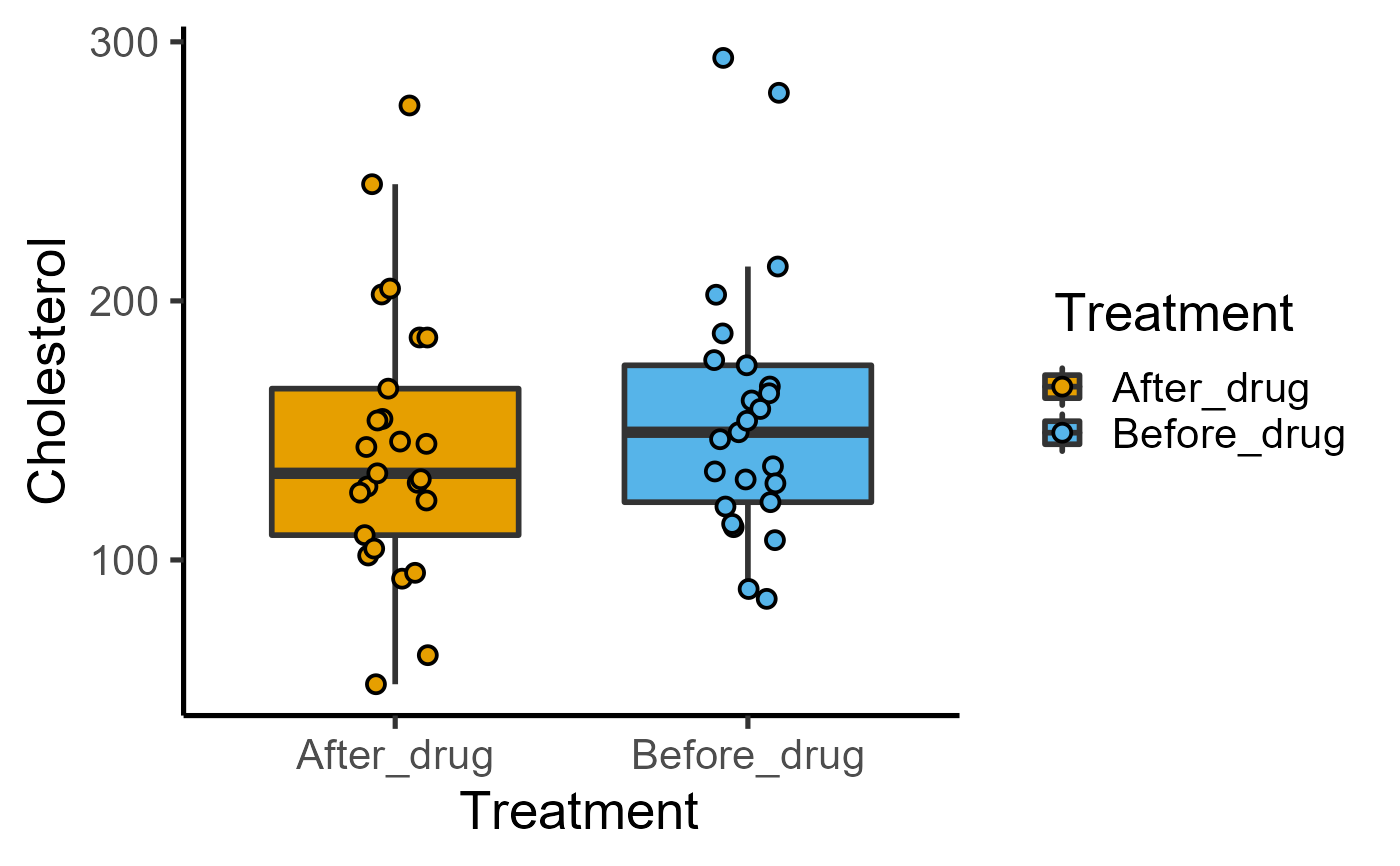 Cholesterol
300
200
100
After_drug
Before_drug
Treatment
Treatment
After_drug
Before_drug